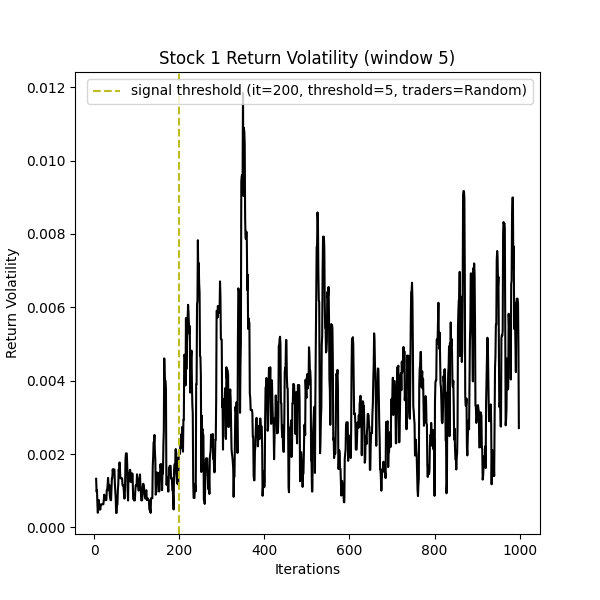 Stock 1 Return Volatility (window 5)
signal threshold (it=200, threshold=5, traders=Random)
0.012
0.010
0.008
0.006
0.004
0.002
0.000
Return Volatility
0 200 400 600 800 1000
Iterations